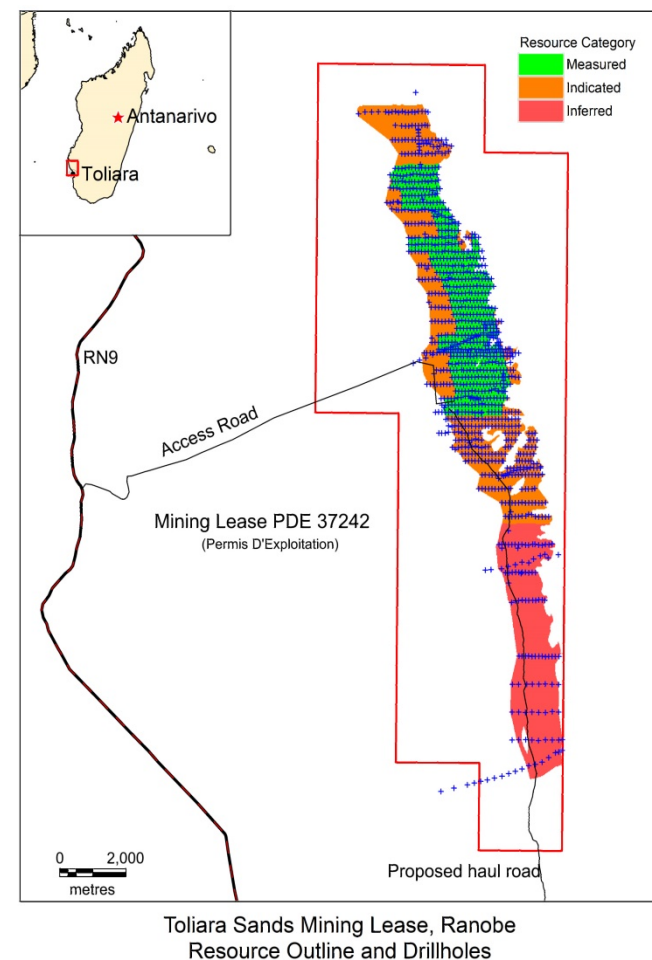 Resource Category
Measured
Indicated
Inferred
Antanarivo
Toliara
RN9
Access Road
Mining Lease PDE 37242
(Permis D'Exploitation)
0 2,000
metres
Proposed haul road
Toliara Sands Mining Lease, Ranobe
Resource Outline and Drillholes